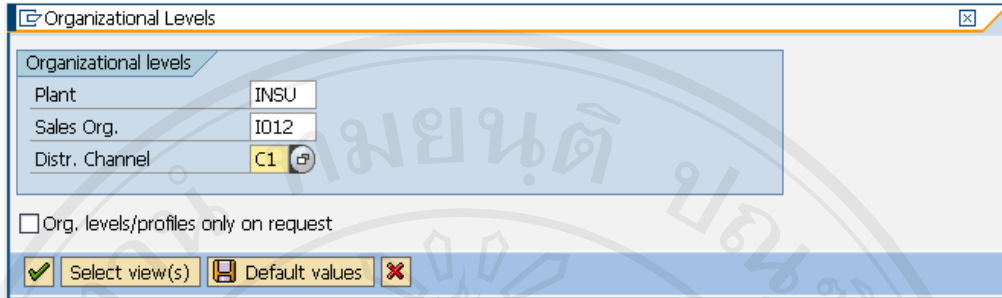 Organizational Levels
Organizational levels
Plant INSU
Sales Org. I012
Distr. Channel C1
Org. levels/profiles only on request
Select view(s) Default values